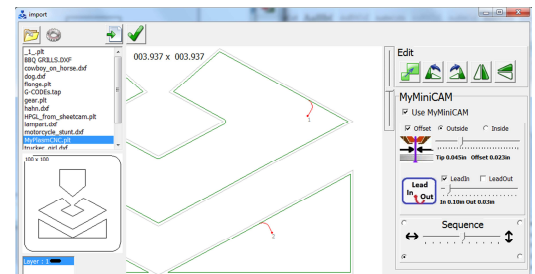 import
003.937 x 003.937
_1_.plt
BBQ GRILLS.DXF
cowboy_on_horse.dxf
dog.dxf
flange.plt
G-CODEs.tap
gear.plt
hahn.dxf
HPGL_from_sheetcam.plt
lampert.dxf
motorcycle_stunt.dxf
MyPlasmCNC.plt
trucker_girl.dxf
100 x 100
Layer : 1
1
2
Edit
MyMiniCAM
Use MyMiniCAM
Offset Outside Inside
Tip 0.045in Offset 0.023in
Lead In Out
LeadIn LeadOut
In 0.10in Out 0.03in
Sequence